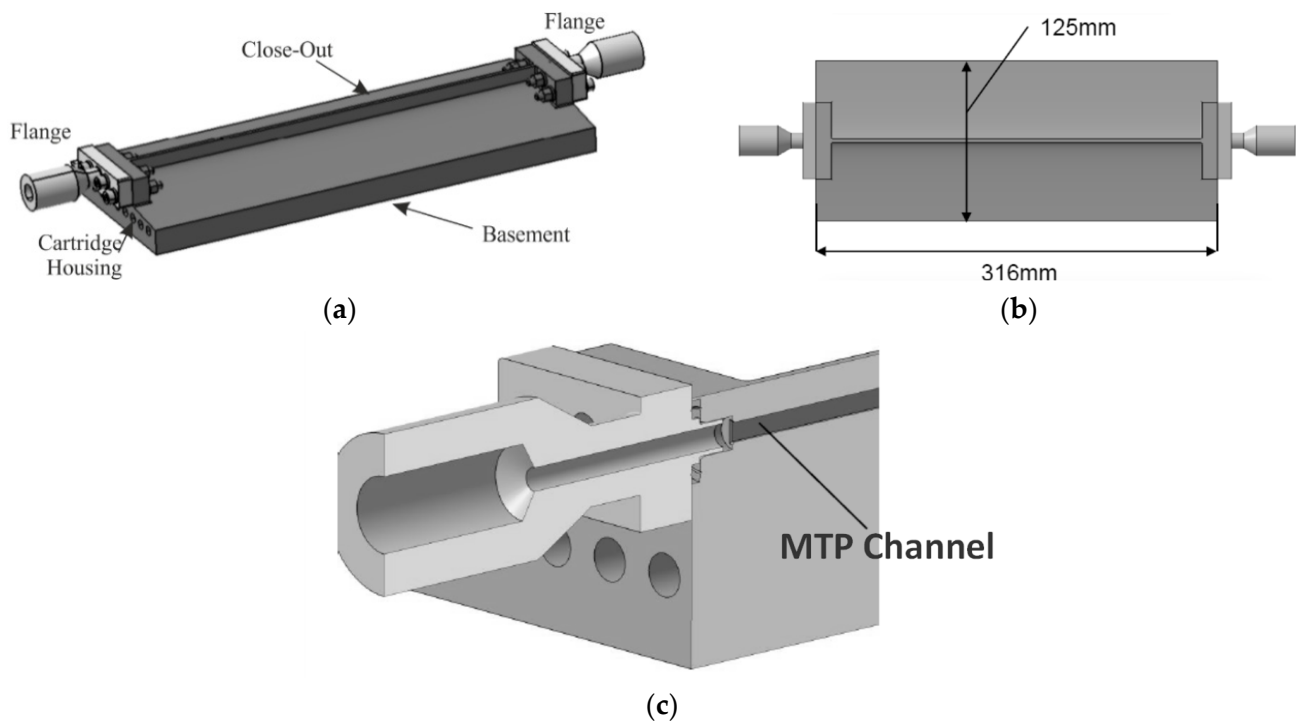 Flange
Close-Out
Flange
Cartridge
Housing
Basement
(a)
125mm
316mm
(b)
MTP Channel
(c)